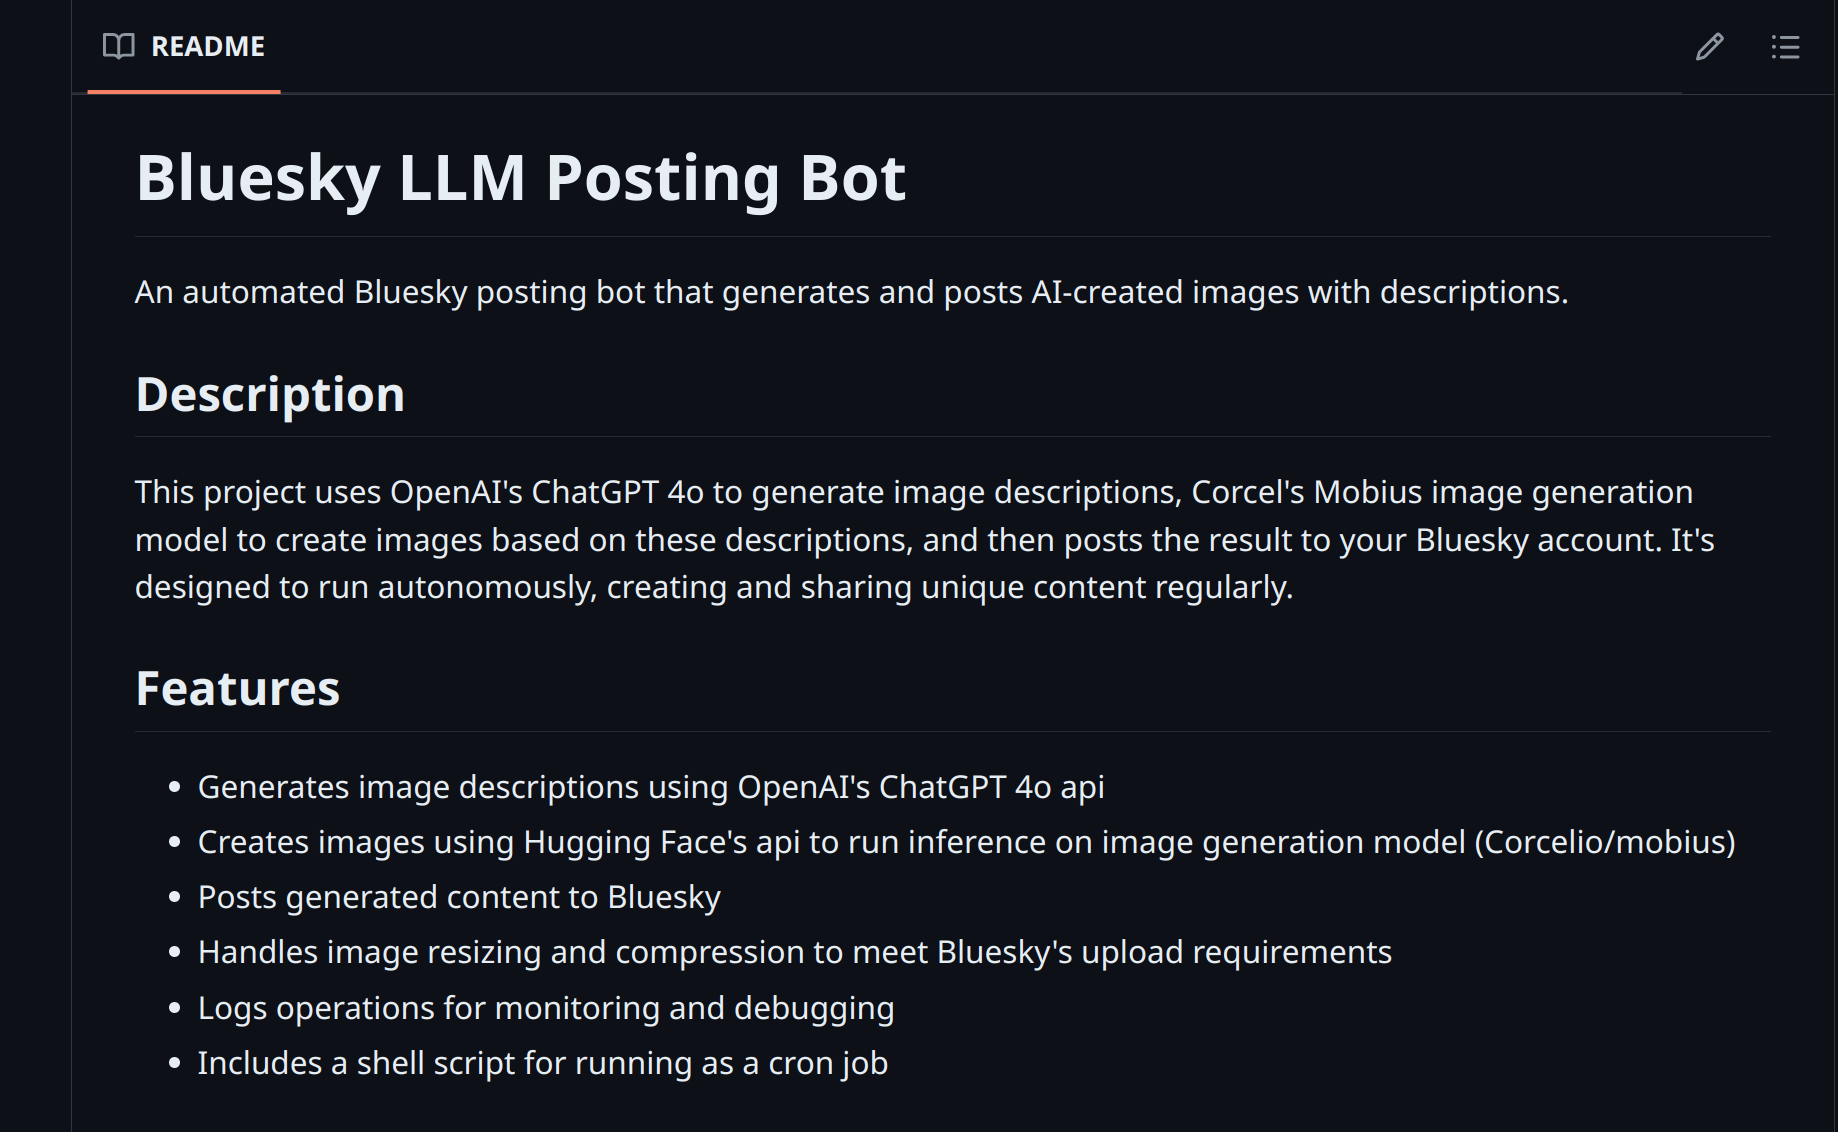 README
Bluesky LLM Posting Bot
An automated Bluesky posting bot that generates and posts AI-created images with descriptions.
Description
This project uses OpenAI's ChatGPT 4o to generate image descriptions, Corcel's Mobius image generation
model to create images based on these descriptions, and then posts the result to your Bluesky account. It's
designed to run autonomously, creating and sharing unique content regularly.
Features
• Generates image descriptions using OpenAI's ChatGPT 4o api
• Creates images using Hugging Face's api to run inference on image generation model (Corcelio/mobius)
• Posts generated content to Bluesky
• Handles image resizing and compression to meet Bluesky's upload requirements
• Logs operations for monitoring and debugging
• Includes a shell script for running as a cron job